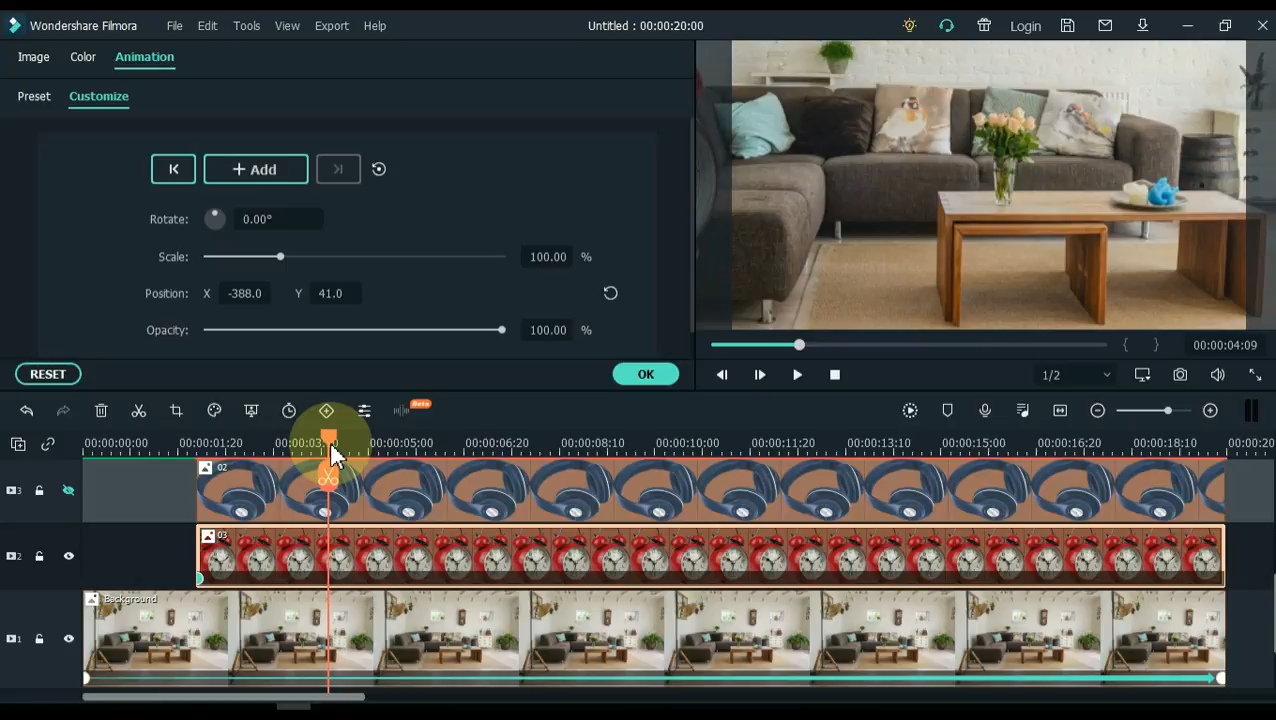 Wondershare Filmora File Edit Tools View Export Help Untitled : 00:00:20:00 Login
Image Color Animation
Preset Customize
+ Add
Rotate: 0.00°
Scale: 100.00 %
Position: X -388.0 Y 41.0
Opacity: 100.00 %
RESET OK
{ } 00:00:04:09
1/2
Beta
00:00:00:00 00:00:01:20 00:00:05:00 00:00:06:20 00:00:08:10 00:00:10:00 00:00:11:20 00:00:13:10 00:00:15:00 00:00:16:20 00:00:18:10 00:00:20
02
3
03
2
Background
1